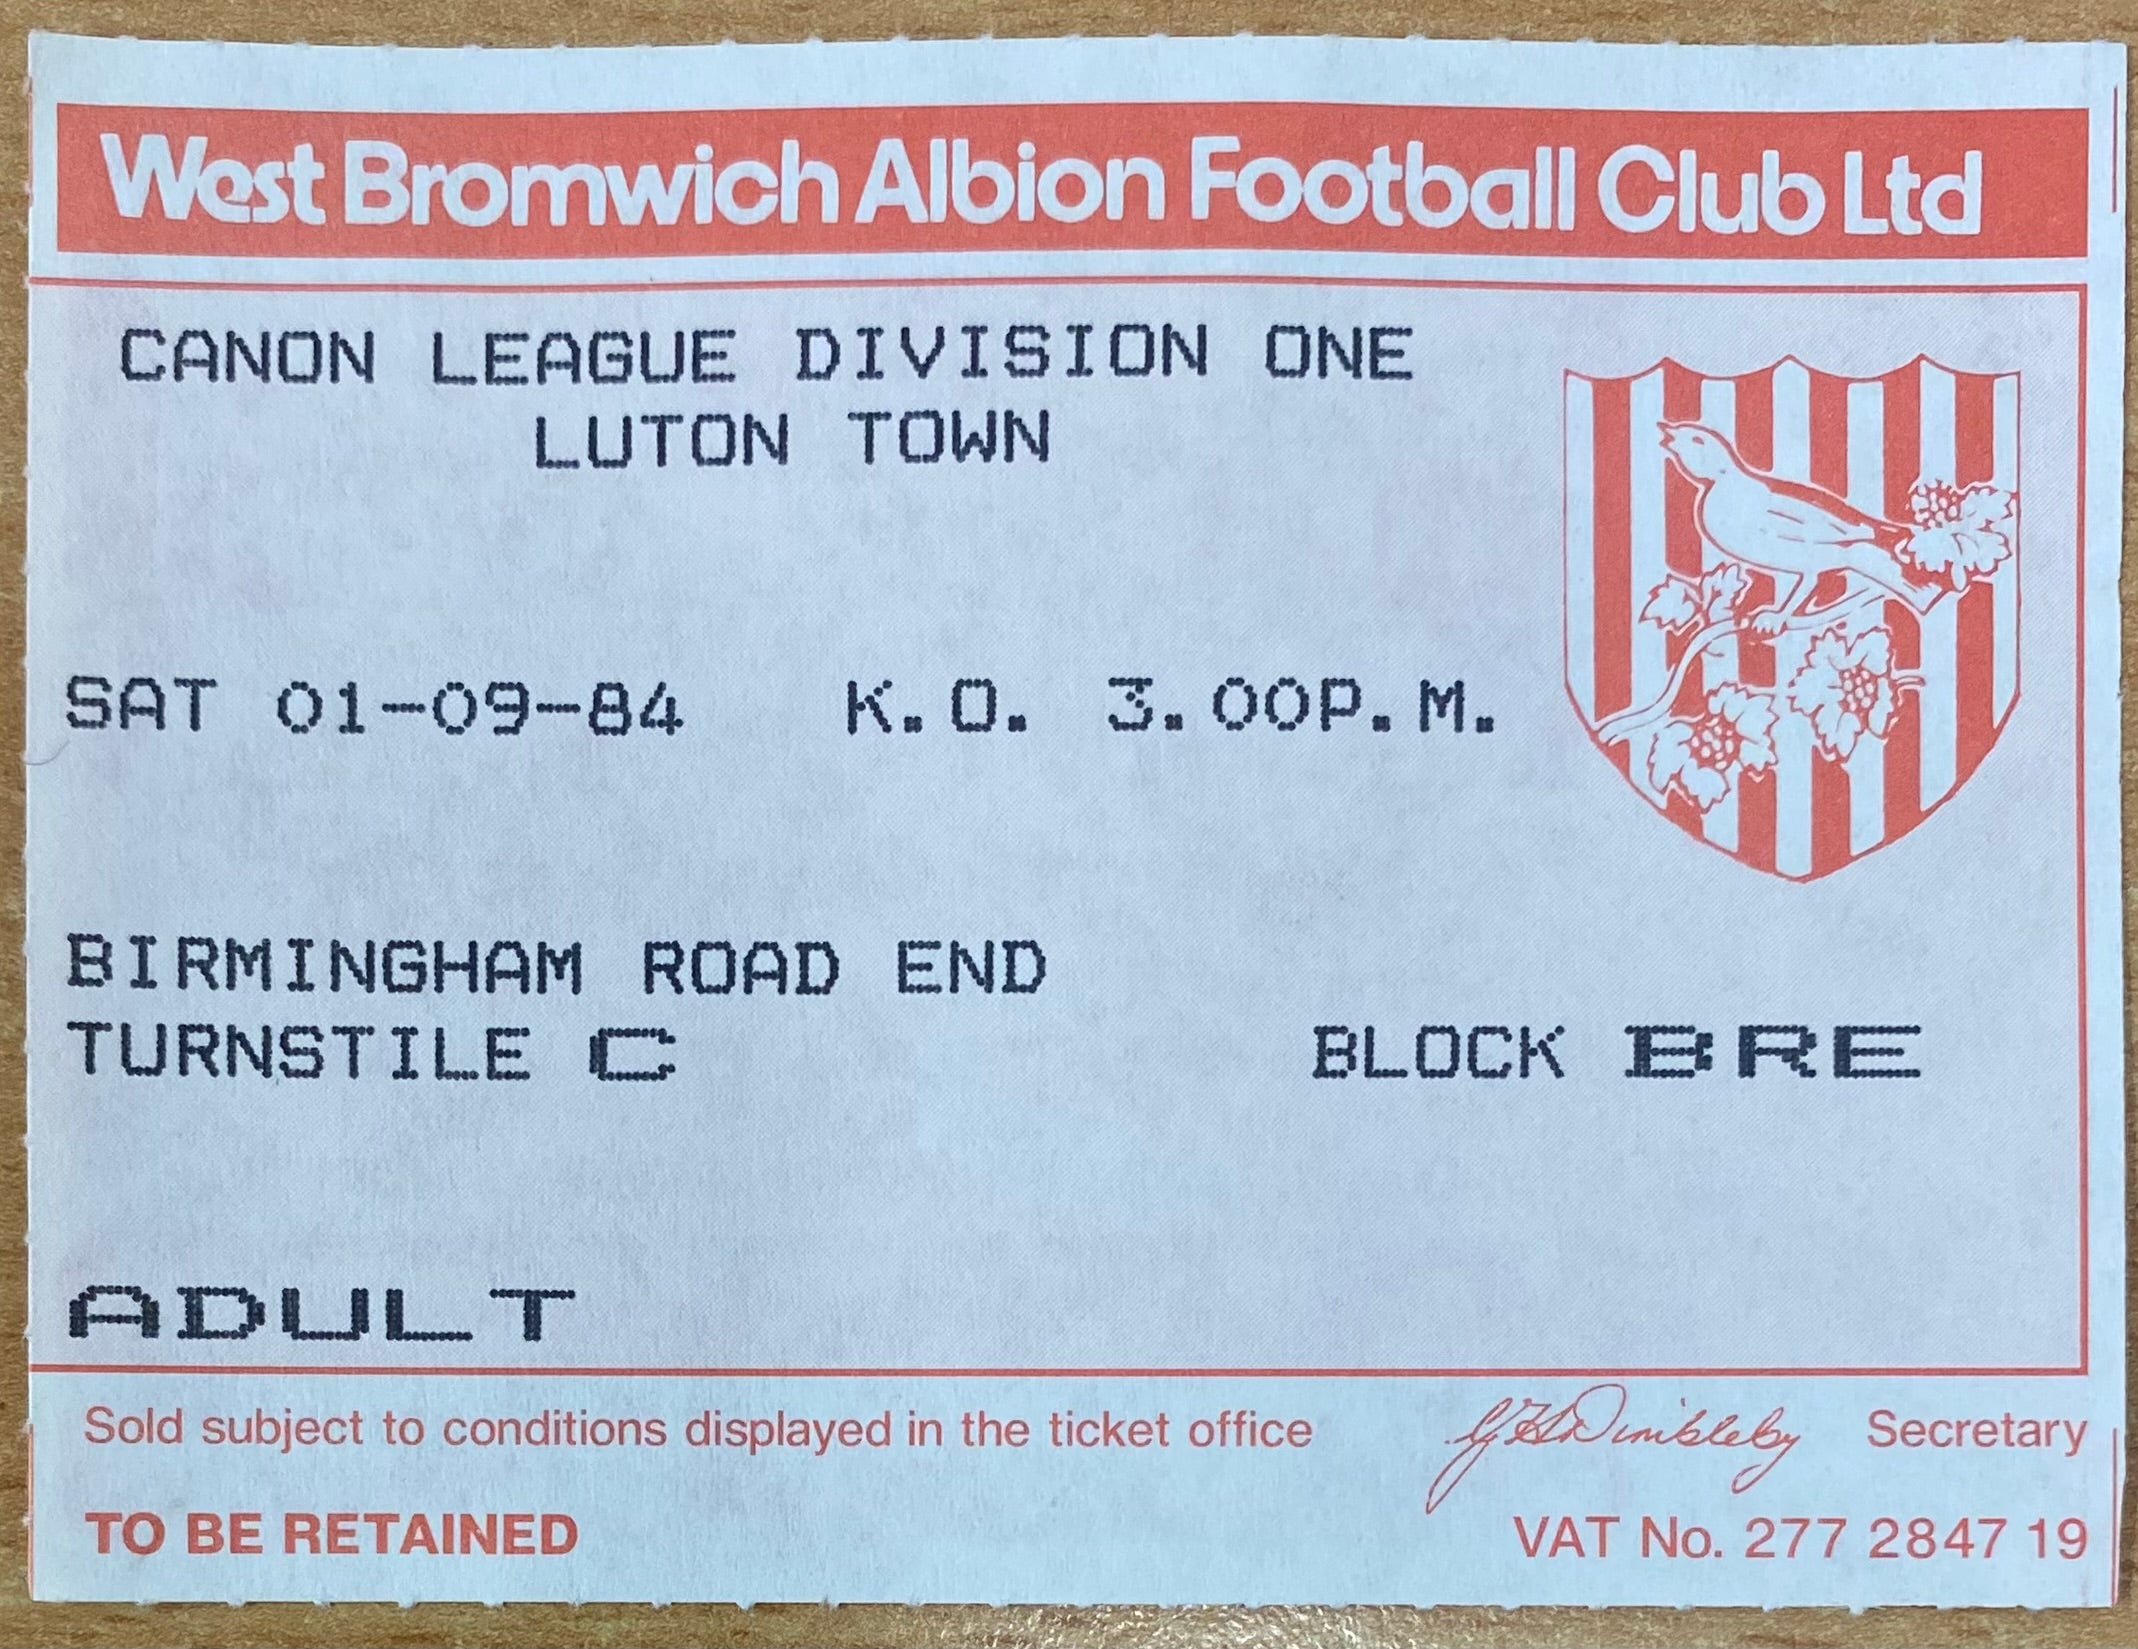 West Bromwich Albion Football Club Ltd
CANON LEAGUE DIVISION ONE
LUTON TOWN
SAT 01-09-84 K.O. 3.00P.M.
BIRMINGHAM ROAD END
TURNSTILE C BLOCK BRE
ADULT
Sold subject to conditions displayed in the ticket office Dimbleby Secretary
TO BE RETAINED VAT No. 277 2847 19